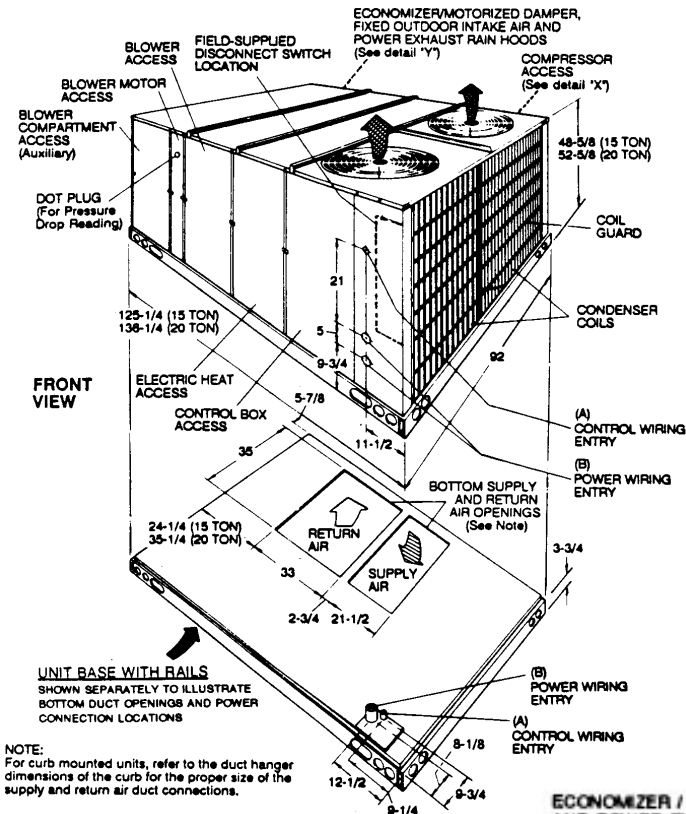 ECONOMIZER/MOTORIZED DAMPER,
FIXED OUTDOOR INTAKE AIR AND
POWER EXHAUST RAIN HOODS
(See detail "Y")
FIELD-SUPPLIED
DISCONNECT SWITCH
LOCATION
BLOWER
ACCESS
COMPRESSOR
ACCESS
(See detail "X")
BLOWER MOTOR
ACCESS
BLOWER
COMPARTMENT
ACCESS
(Auxiliary)
48-5/8 (15 TON)
52-5/8 (20 TON)
DOT PLUG
(For Pressure
Drop Reading)
COIL
GUARD
21
125-1/4 (15 TON)
136-1/4 (20 TON)
5
CONDENSER
COILS
9-3/4
92
FRONT
VIEW
ELECTRIC HEAT
ACCESS
5-7/8
CONTROL BOX
ACCESS
11-1/2
(A)
CONTROL WIRING
ENTRY
35
(B)
POWER WIRING
ENTRY
BOTTOM SUPPLY
AND RETURN
AIR OPENINGS
(See Note)
24-1/4 (15 TON)
35-1/4 (20 TON)
RETURN
AIR
3-3/4
33
SUPPLY
AIR
2-3/4
21-1/2
UNIT BASE WITH RAILS
SHOWN SEPARATELY TO ILLUSTRATE
BOTTOM DUCT OPENINGS AND POWER
CONNECTION LOCATIONS
(B)
POWER WIRING
ENTRY
(A)
CONTROL WIRING
ENTRY
8-1/8
NOTE:
For curb mounted units, refer to the duct hanger
dimensions of the curb for the proper size of the
supply and return air duct connections.
12-1/2
9-3/4
9-1/4
ECONOMIZER /